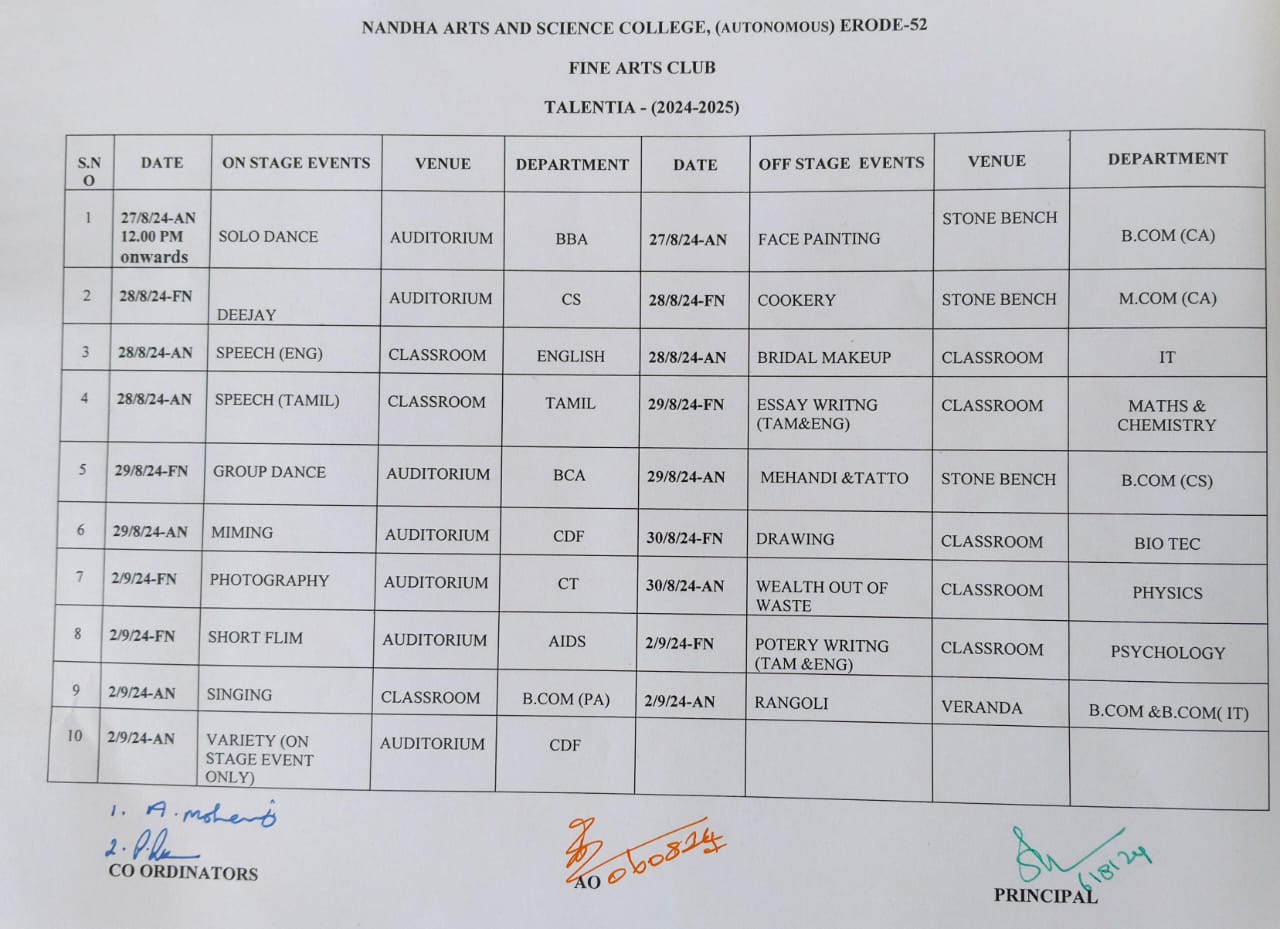 NANDHA ARTS AND SCIENCE COLLEGE, (AUTONOMOUS) ERODE-52
FINE ARTS CLUB
TALENTIA - (2024-2025)
S.N O DATE ON STAGE EVENTS VENUE DEPARTMENT DATE OFF STAGE EVENTS VENUE DEPARTMENT
1 27/8/24-AN 12.00 PM onwards SOLO DANCE AUDITORIUM BBA 27/8/24-AN FACE PAINTING STONE BENCH B.COM (CA)
2 28/8/24-FN DEEJAY AUDITORIUM CS 28/8/24-FN COOKERY STONE BENCH M.COM (CA)
3 28/8/24-AN SPEECH (ENG) CLASSROOM ENGLISH 28/8/24-AN BRIDAL MAKEUP CLASSROOM IT
4 28/8/24-AN SPEECH (TAMIL) CLASSROOM TAMIL 29/8/24-FN ESSAY WRITNG (TAM&ENG) CLASSROOM MATHS & CHEMISTRY
5 29/8/24-FN GROUP DANCE AUDITORIUM BCA 29/8/24-AN MEHANDI &TATTO STONE BENCH B.COM (CS)
6 29/8/24-AN MIMING AUDITORIUM CDF 30/8/24-FN DRAWING CLASSROOM BIO TEC
7 2/9/24-FN PHOTOGRAPHY AUDITORIUM CT 30/8/24-AN WEALTH OUT OF WASTE CLASSROOM PHYSICS
8 2/9/24-FN SHORT FLIM AUDITORIUM AIDS 2/9/24-FN POTERY WRITNG (TAM &ENG) CLASSROOM PSYCHOLOGY
9 2/9/24-AN SINGING CLASSROOM B.COM (PA) 2/9/24-AN RANGOLI VERANDA B.COM &B.COM( IT)
10 2/9/24-AN VARIETY (ON STAGE EVENT ONLY) AUDITORIUM CDF
1. A.
2.
CO ORDINATORS
AO 060824
6/8/24
PRINCIPAL